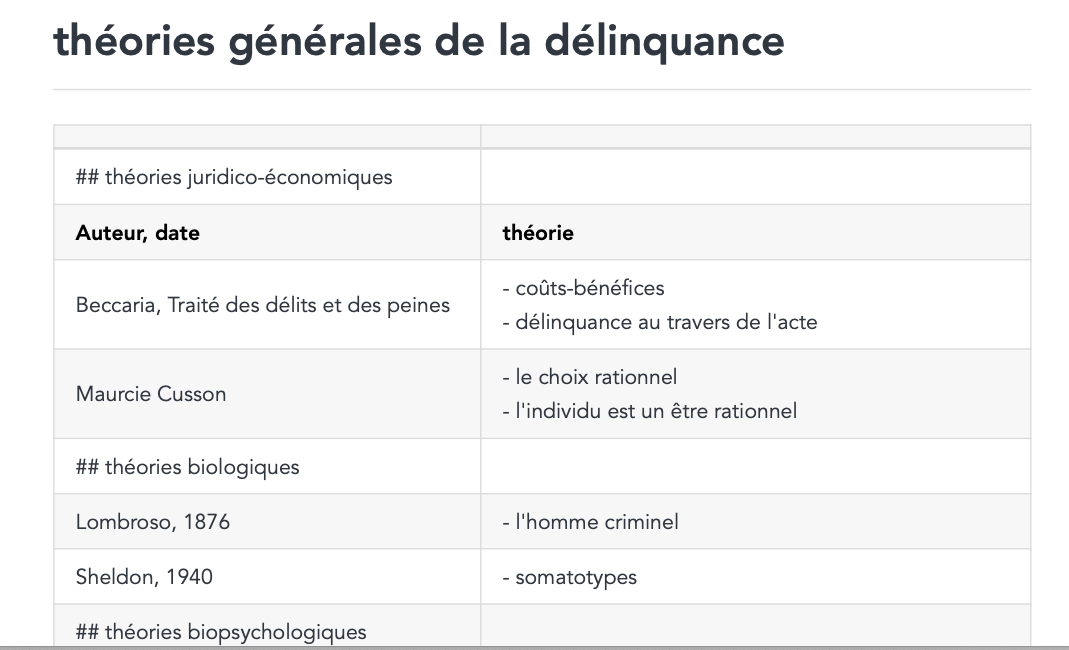 théories générales de la délinquance
## théories juridico-économiques
Auteur, date
théorie
Beccaria, Traité des délits et des peines
- coûts-bénéfices
- délinquance au travers de l'acte
Maurcie Cusson
- le choix rationnel
- l'individu est un être rationnel
## théories biologiques
Lombroso, 1876
- l'homme criminel
Sheldon, 1940
- somatotypes
## théories biopsychologiques